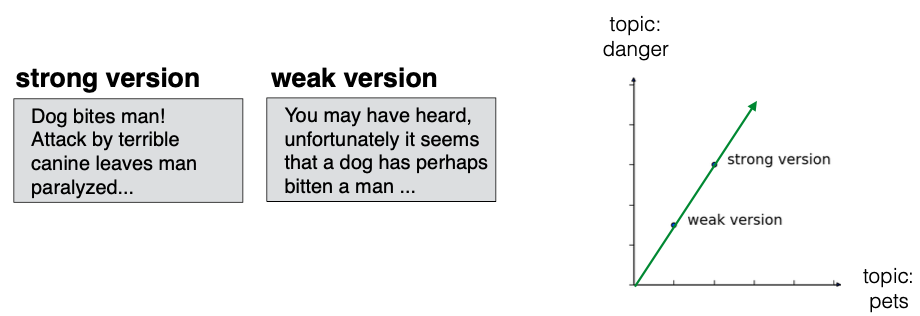 strong version
Dog bites man!
Attack by terrible
canine leaves man
paralyzed...
weak version
You may have heard,
unfortunately it seems
that a dog has perhaps
bitten a man ...
topic:
danger
strong version
weak version
topic:
pets